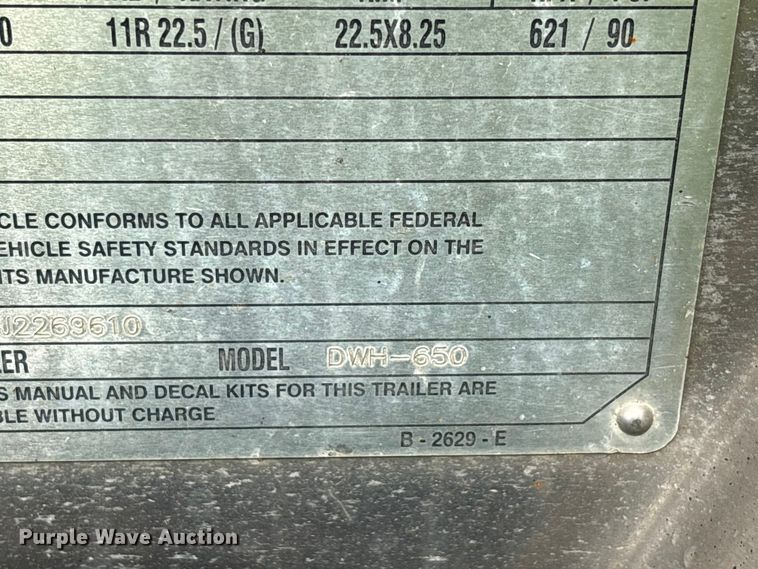 0 11R 22.5 / (G) 22.5X8.25 621 / 90
CLE CONFORMS TO ALL APPLICABLE FEDERAL
EHICLE SAFETY STANDARDS IN EFFECT ON THE
ITS MANUFACTURE SHOWN.
J2269610
LER MODEL DWH-650
S MANUAL AND DECAL KITS FOR THIS TRAILER ARE
BLE WITHOUT CHARGE
B - 2629 - E
Purple Wave Auction